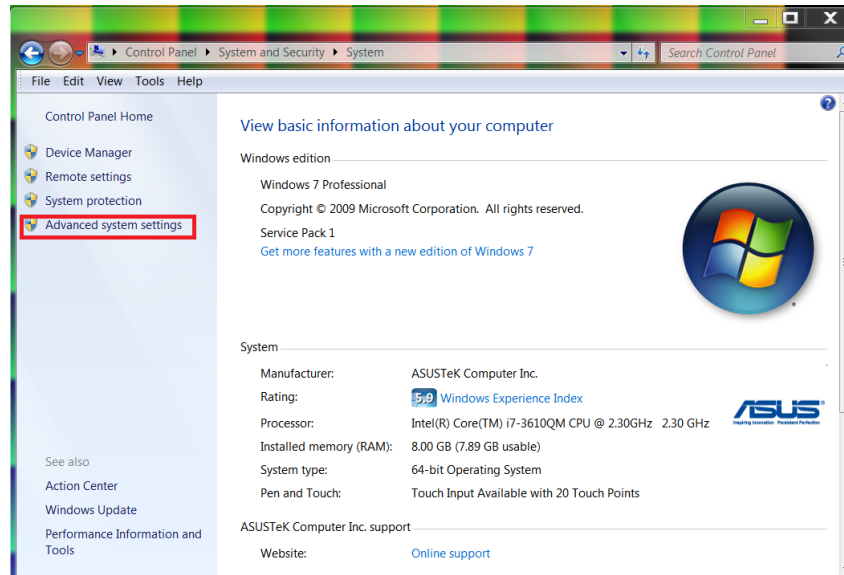 Control Panel System and Security System
Search Control Panel
File Edit View Tools Help
Control Panel Home
Device Manager
Remote settings
System protection
Advanced system settings
See also
Action Center
Windows Update
Performance Information and
Tools
View basic information about your computer
Windows edition
Windows 7 Professional
Copyright © 2009 Microsoft Corporation. All rights reserved.
Service Pack 1
Get more features with a new edition of Windows 7
System
Manufacturer: ASUSTeK Computer Inc.
Rating: 5,9 Windows Experience Index
Processor: Intel(R) Core(TM) i7-3610QM CPU @ 2.30GHz 2.30 GHz
Installed memory (RAM): 8.00 GB (7.89 GB usable)
System type: 64-bit Operating System
Pen and Touch: Touch Input Available with 20 Touch Points
ASUS
Inspiring Innovation Persistent Perfection
ASUSTeK Computer Inc. support
Website: Online support